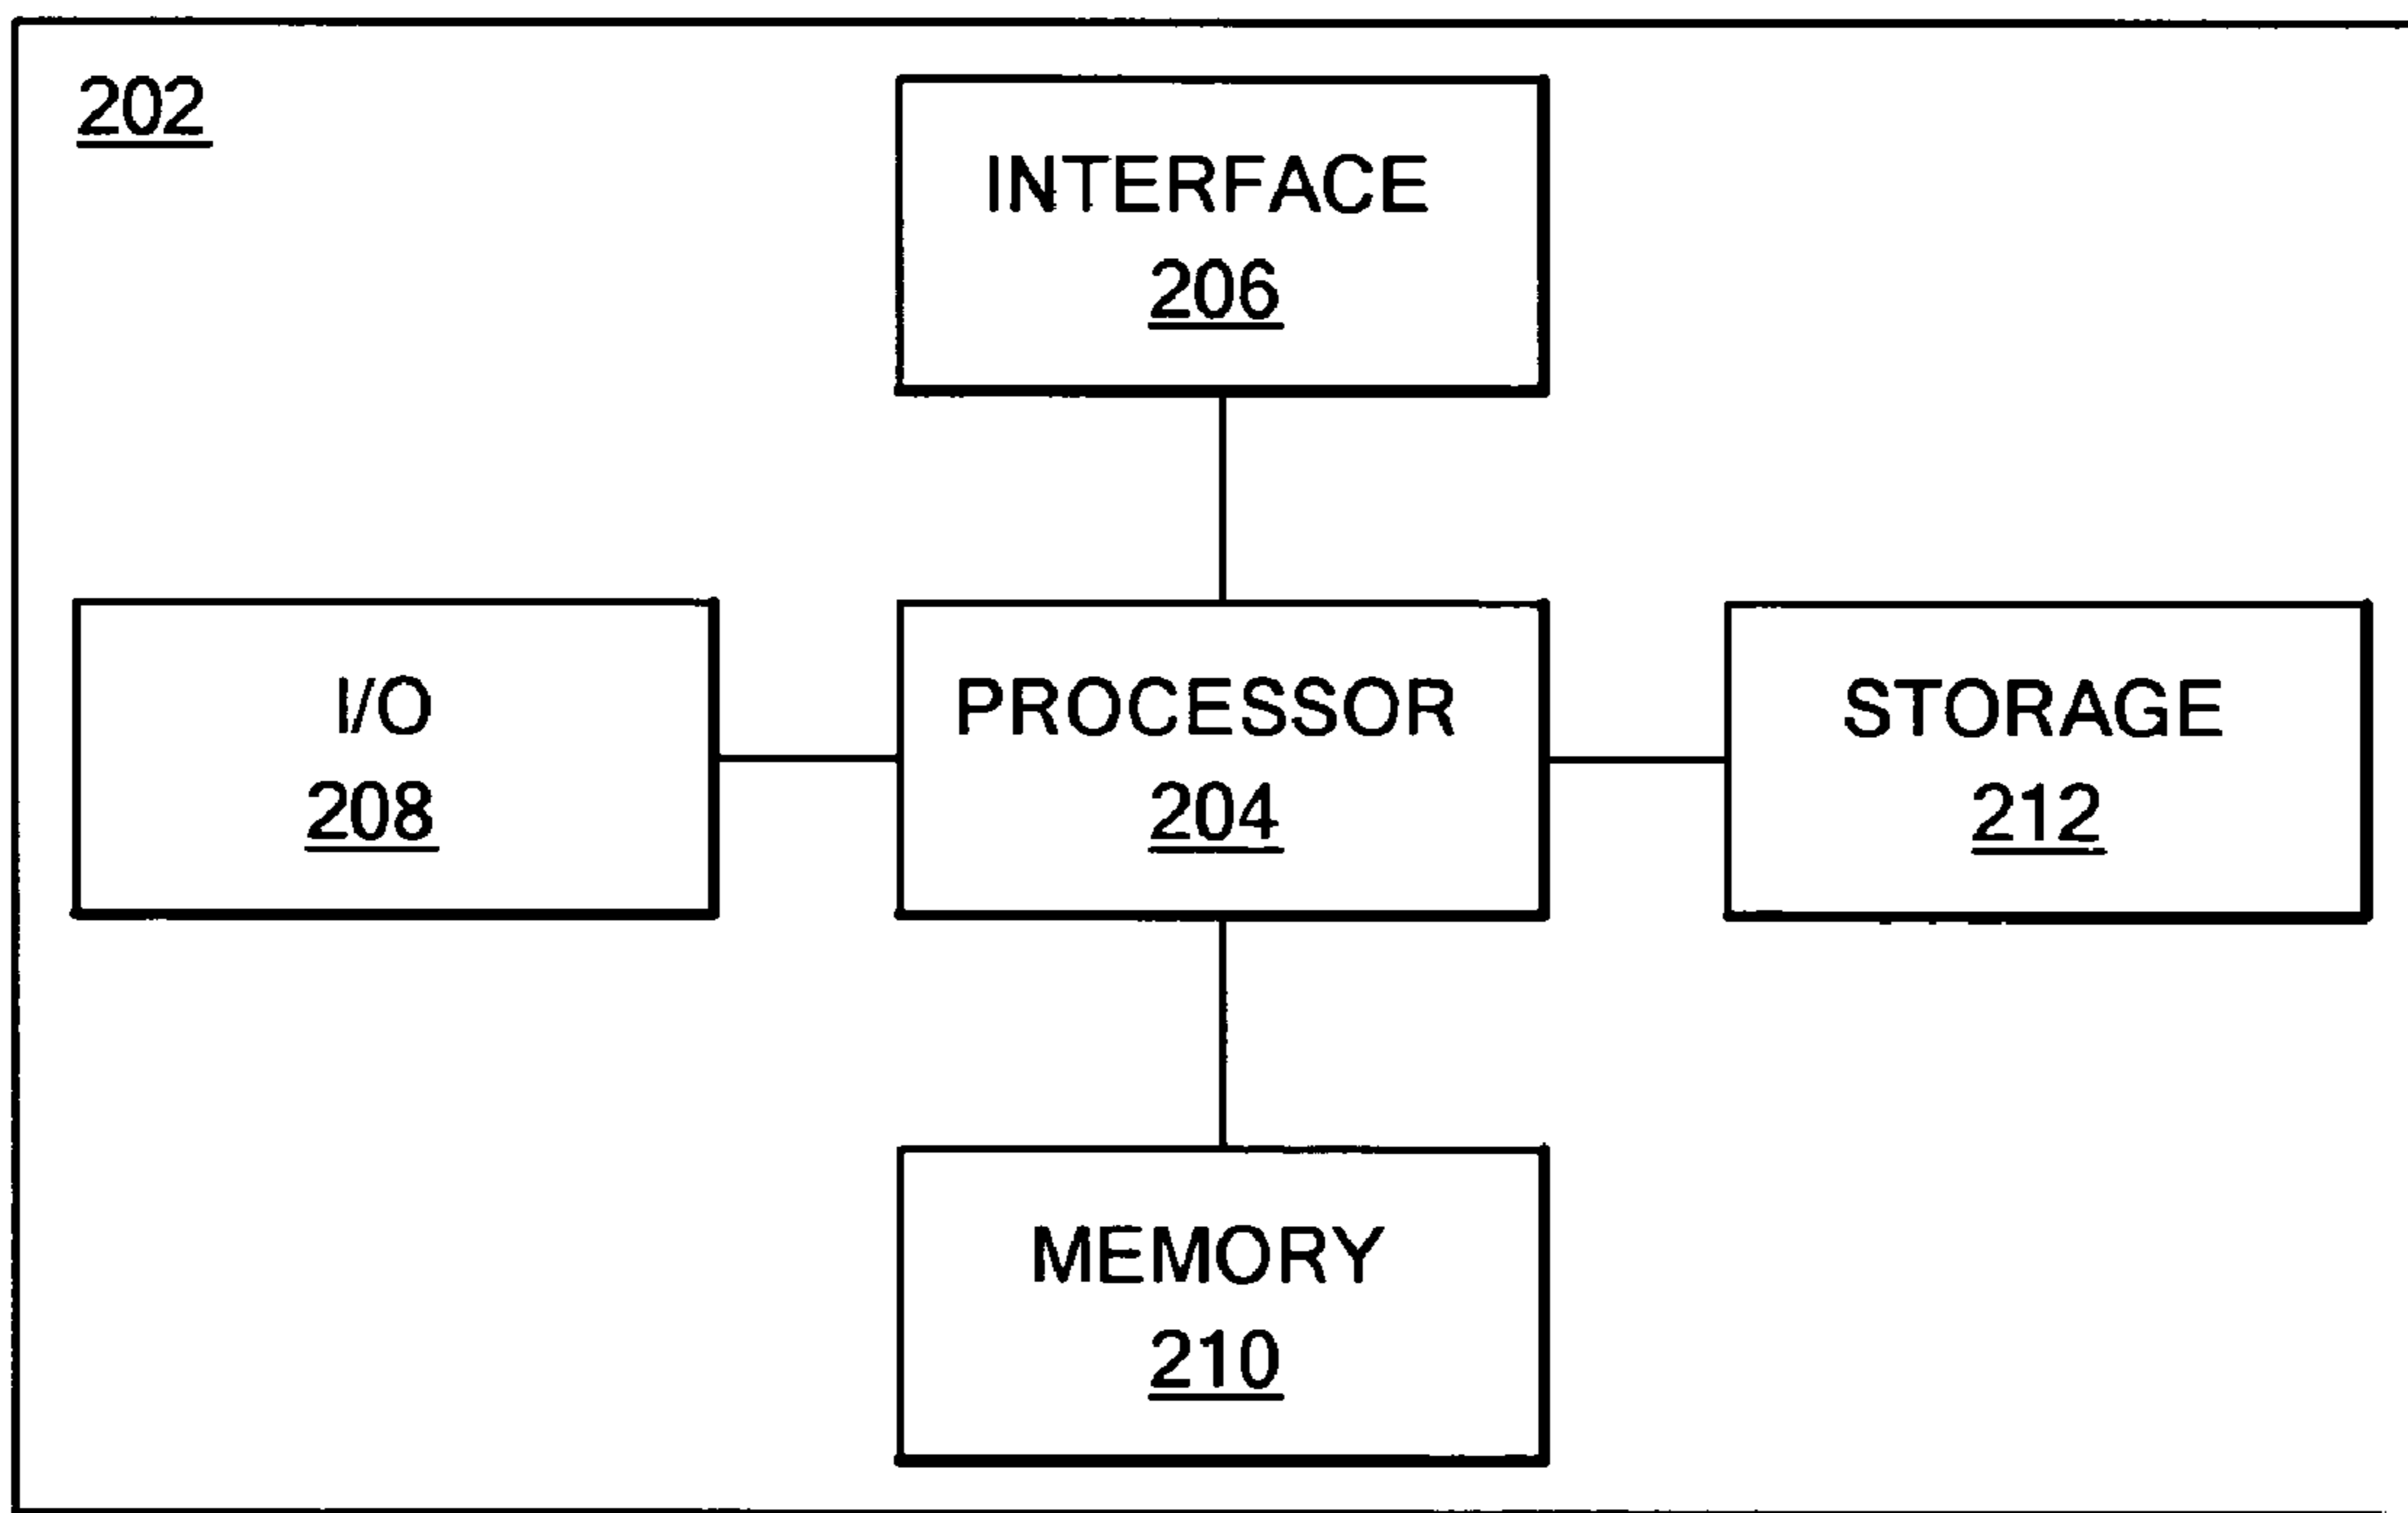 202
INTERFACE
206
I/O
208
PROCESSOR
204
STORAGE
212
MEMORY
210